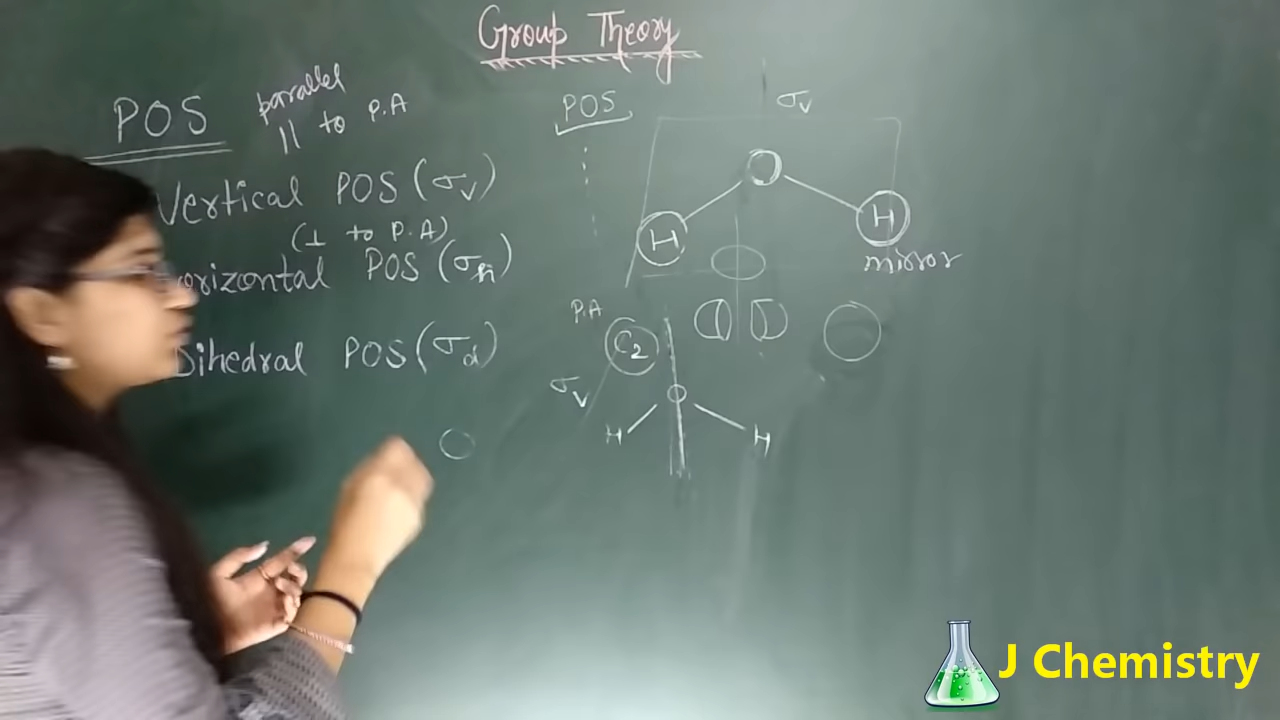 Group Theory
POS
parallel
|| to P.A
Vertical POS (σv)
(⊥ to P.A)
orizontal POS (σh)
Dihedral POS (σd)
POS
σv
H
H
mirror
P.A
C2
σv
H
H
J Chemistry